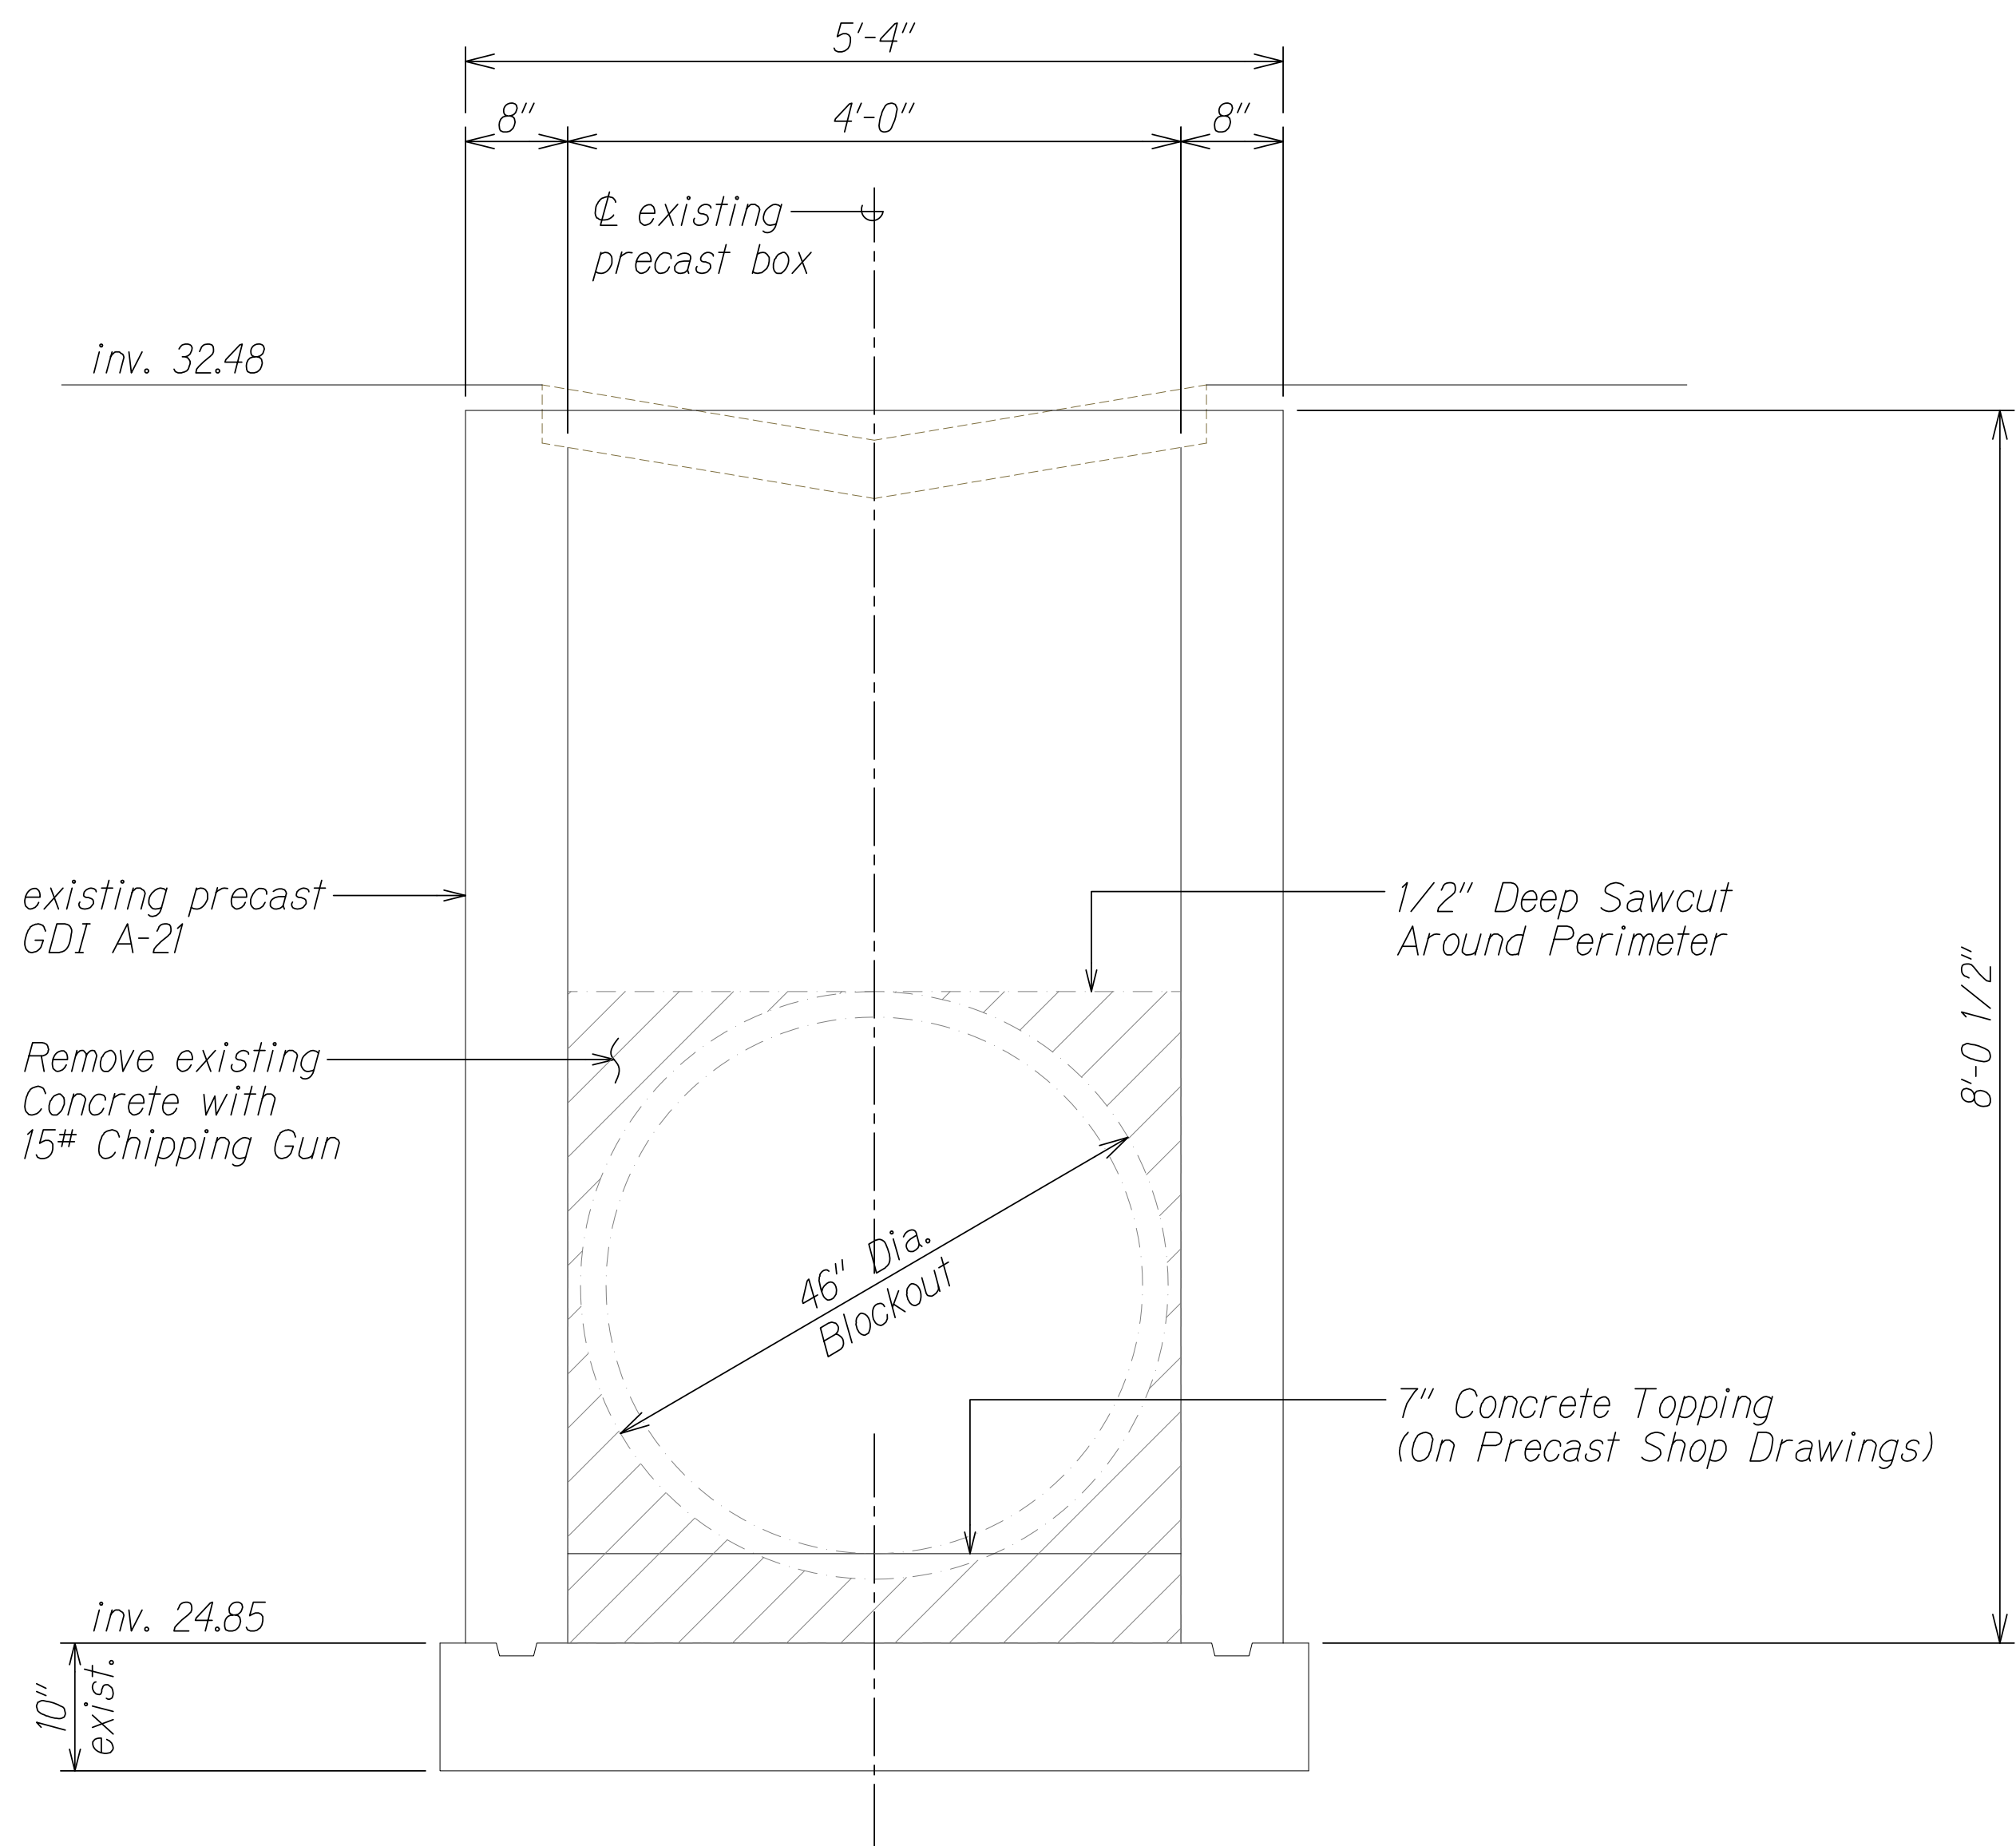 5'-4"
8"
4'-0"
8"
℄ existing
precast box
inv. 32.48
existing precast
GDI A-21
1/2" Deep Sawcut
Around Perimeter
8'-0 1/2"
Remove existing
Concrete with
15# Chipping Gun
46" Dia.
Blockout
7" Concrete Topping
(On Precast Shop Drawings)
inv. 24.85
10"
exist.